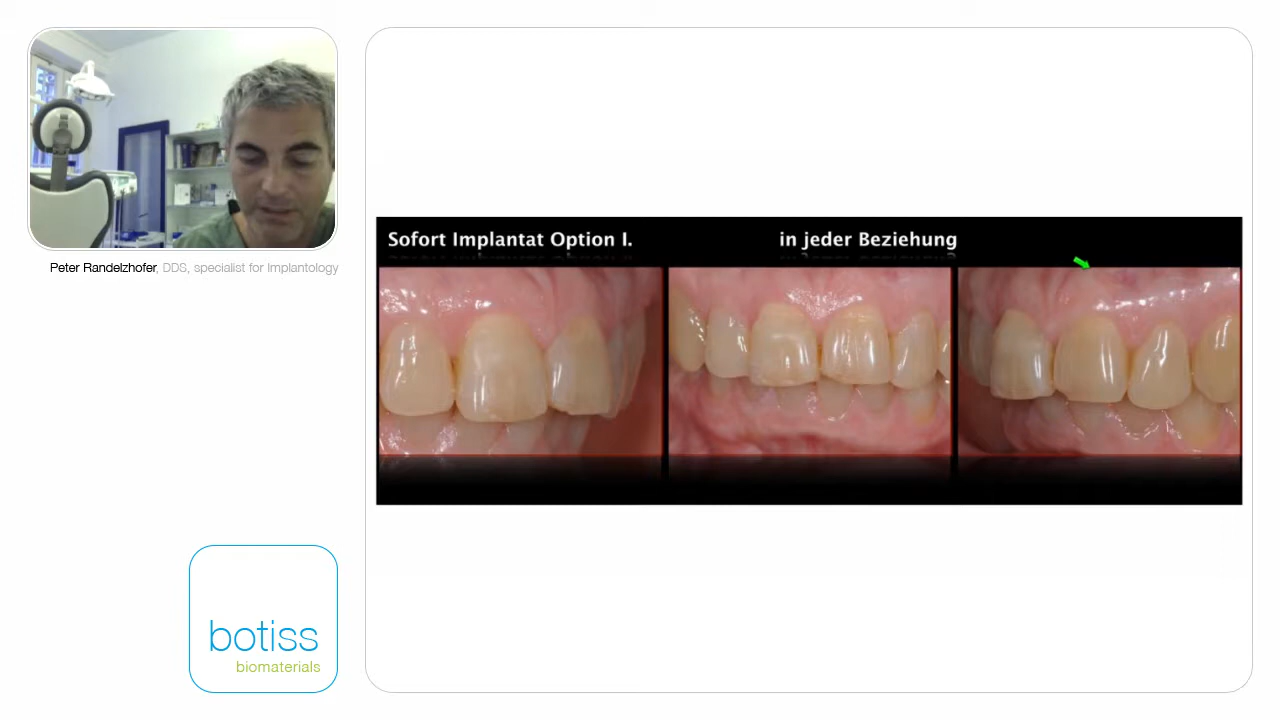 Peter Randelzhofer, DDS, specialist for Implantology
Sofort Implantat Option I.
in jeder Beziehung
botiss
biomaterials